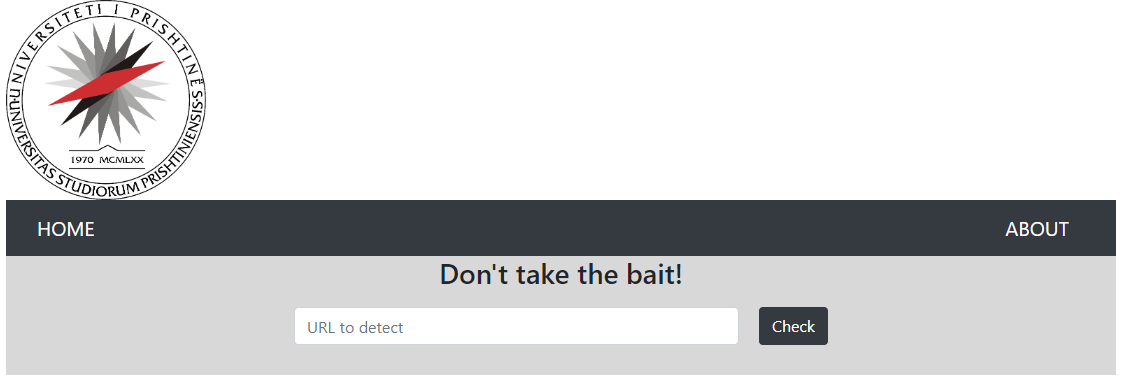 UNIVERSITETI I PRISHTINËS
UNIVERSITAS STUDIORUM PRISHTINIENSIS
1970 MCMLXX
HOME
ABOUT
Don't take the bait!
URL to detect
Check